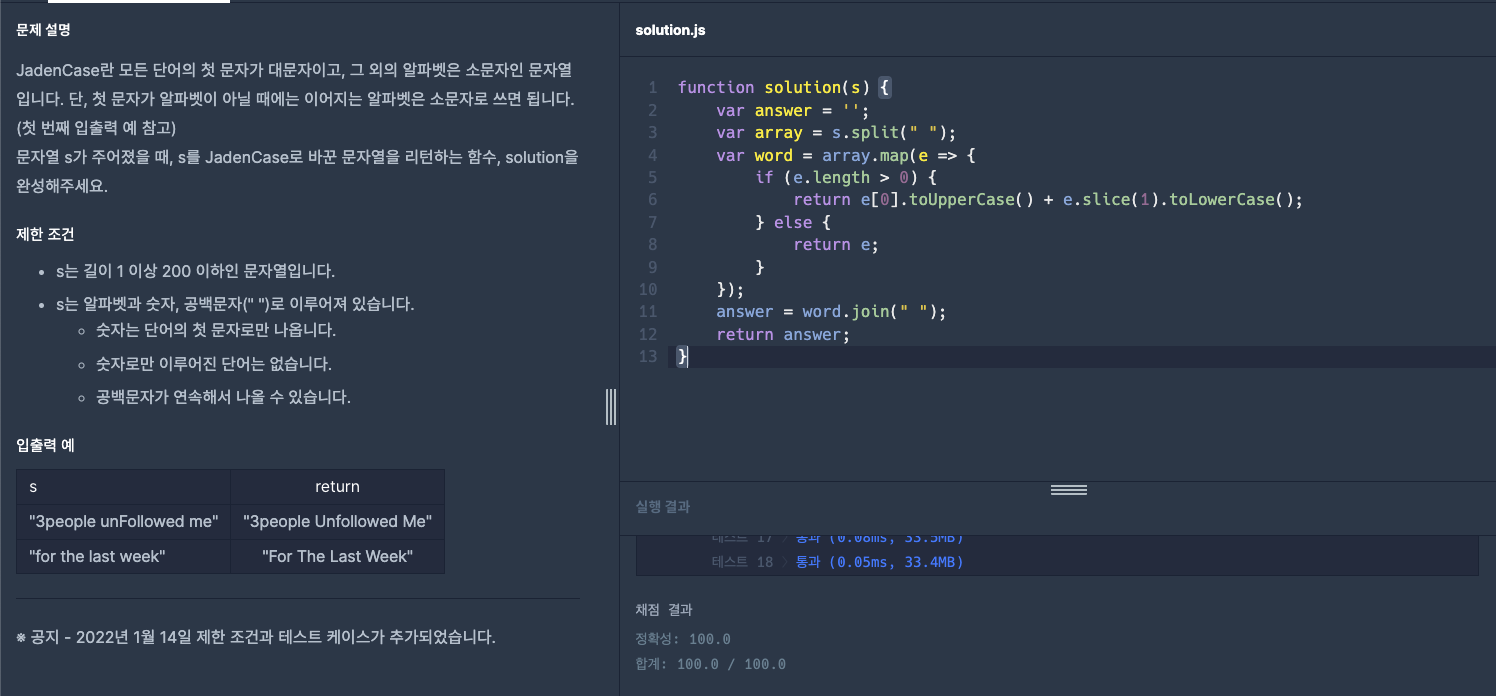 문제 설명
JadenCase란 모든 단어의 첫 문자가 대문자이고, 그 외의 알파벳은 소문자인 문자열
입니다. 단, 첫 문자가 알파벳이 아닐 때에는 이어지는 알파벳은 소문자로 쓰면 됩니다.
(첫 번째 입출력 예 참고)
문자열 s가 주어졌을 때, s를 JadenCase로 바꾼 문자열을 리턴하는 함수, solution을
완성해주세요.
제한 조건
• s는 길이 1 이상 200 이하인 문자열입니다.
• s는 알파벳과 숫자, 공백문자(" ")로 이루어져 있습니다.
◦ 숫자는 단어의 첫 문자로만 나옵니다.
◦ 숫자로만 이루어진 단어는 없습니다.
◦ 공백문자가 연속해서 나올 수 있습니다.
입출력 예
s return
"3people unFollowed me" "3people Unfollowed Me"
"for the last week" "For The Last Week"
※ 공지 - 2022년 1월 14일 제한 조건과 테스트 케이스가 추가되었습니다.
solution.js
1 function solution(s) {
2     var answer = '';
3     var array = s.split(" ");
4     var word = array.map(e => {
5         if (e.length > 0) {
6             return e[0].toUpperCase() + e.slice(1).toLowerCase();
7         } else {
8             return e;
9         }
10     });
11     answer = word.join(" ");
12     return answer;
13 }
실행 결과
테스트 17 > 통과 (0.08ms, 33.5MB)
테스트 18 > 통과 (0.05ms, 33.4MB)
채점 결과
정확성: 100.0
합계: 100.0 / 100.0